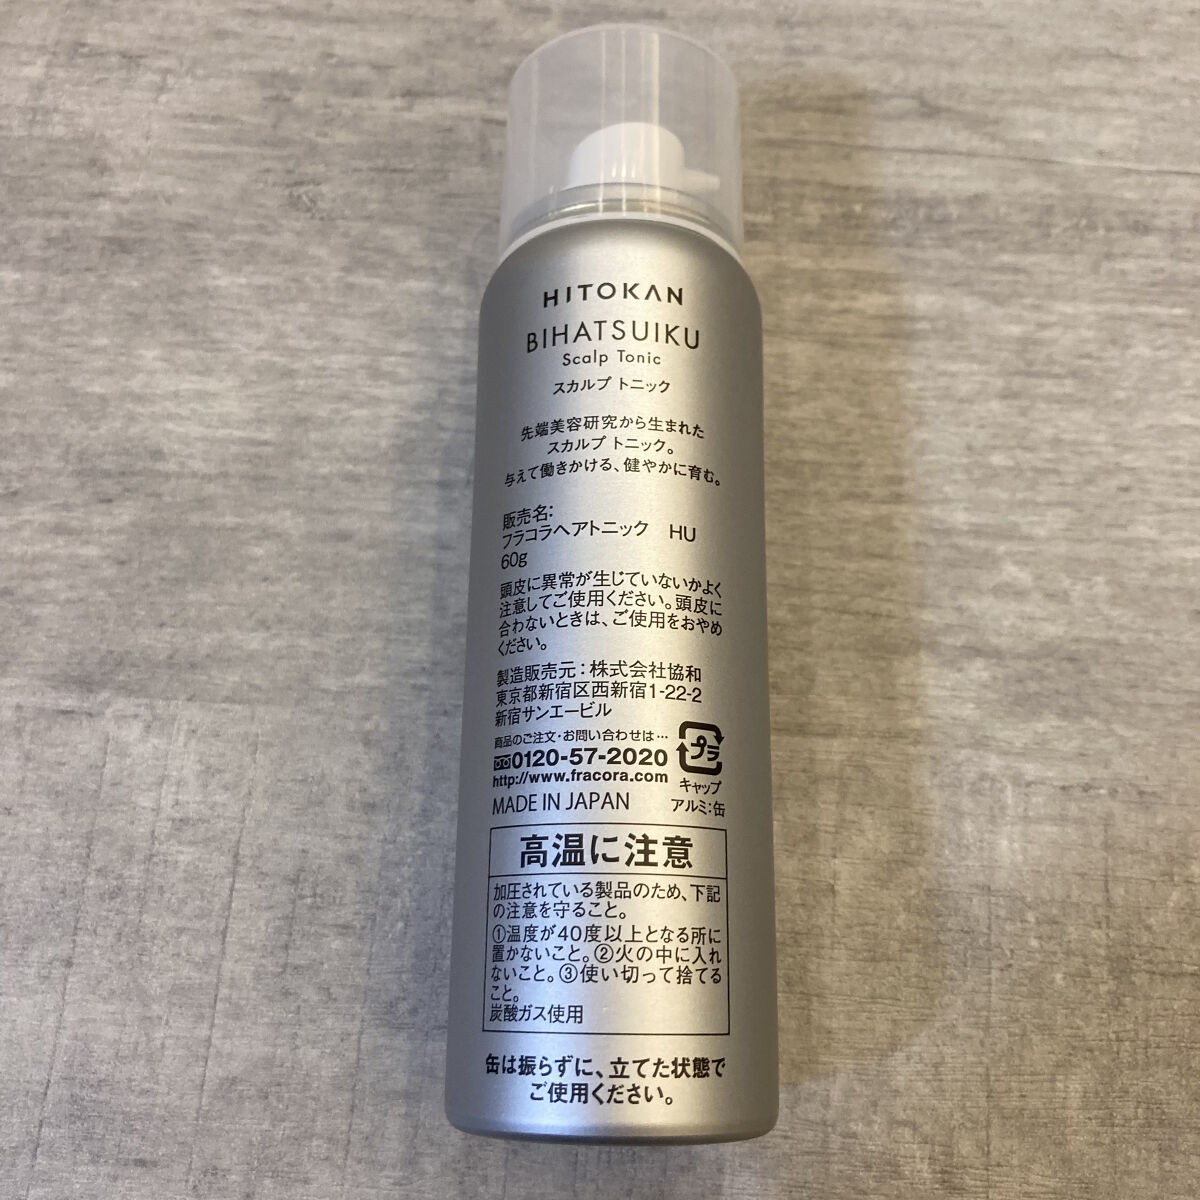 HITOKAN
BIHATSUIKU
Scalp Tonic
スカルプ トニック
先端美容研究から生まれた
スカルプ トニック。
与えて働きかける、健やかに育む。
販売名：
フラコラヘアトニック　HU
60g
頭皮に異常が生じていないかよく
注意してご使用ください。頭皮に
合わないときは、ご使用をおやめ
ください。
製造販売元：株式会社協和
東京都新宿区西新宿1-22-2
新宿サンエービル
商品のご注文・お問い合わせは…
0120-57-2020
http://www.fracora.com
MADE IN JAPAN
プラ
キャップ
アルミ：缶
高温に注意
加圧されている製品のため、下記
の注意を守ること。
①温度が40度以上となる所に
置かないこと。②火の中に入れ
ないこと。③使い切って捨てる
こと。
炭酸ガス使用
缶は振らずに、立てた状態で
ご使用ください。